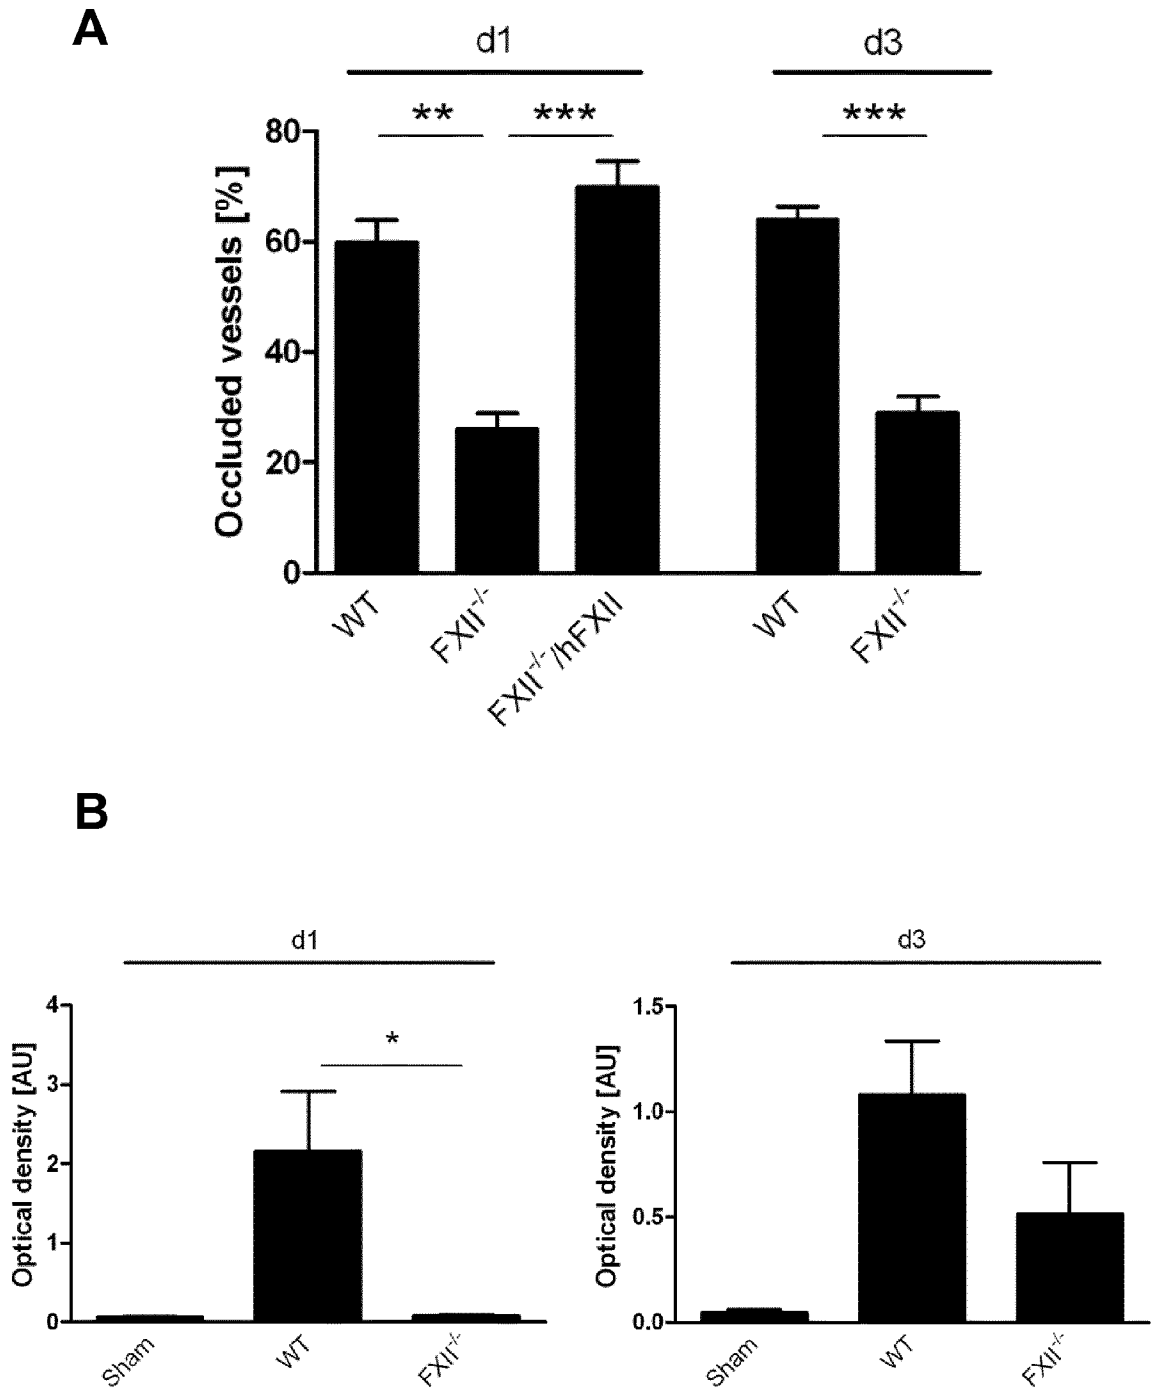 A
d1
d3
**
***
***
Occluded vessels [%]
80
60
40
20
0
WT
FXII-/-
FXII-/-/hFXII
WT
FXII-/-
B
d1
d3
*
Optical density [AU]
4
3
2
1
0
Sham
WT
FXII-/-
Optical density [AU]
1.5
1.0
0.5
0.0
Sham
WT
FXII-/-